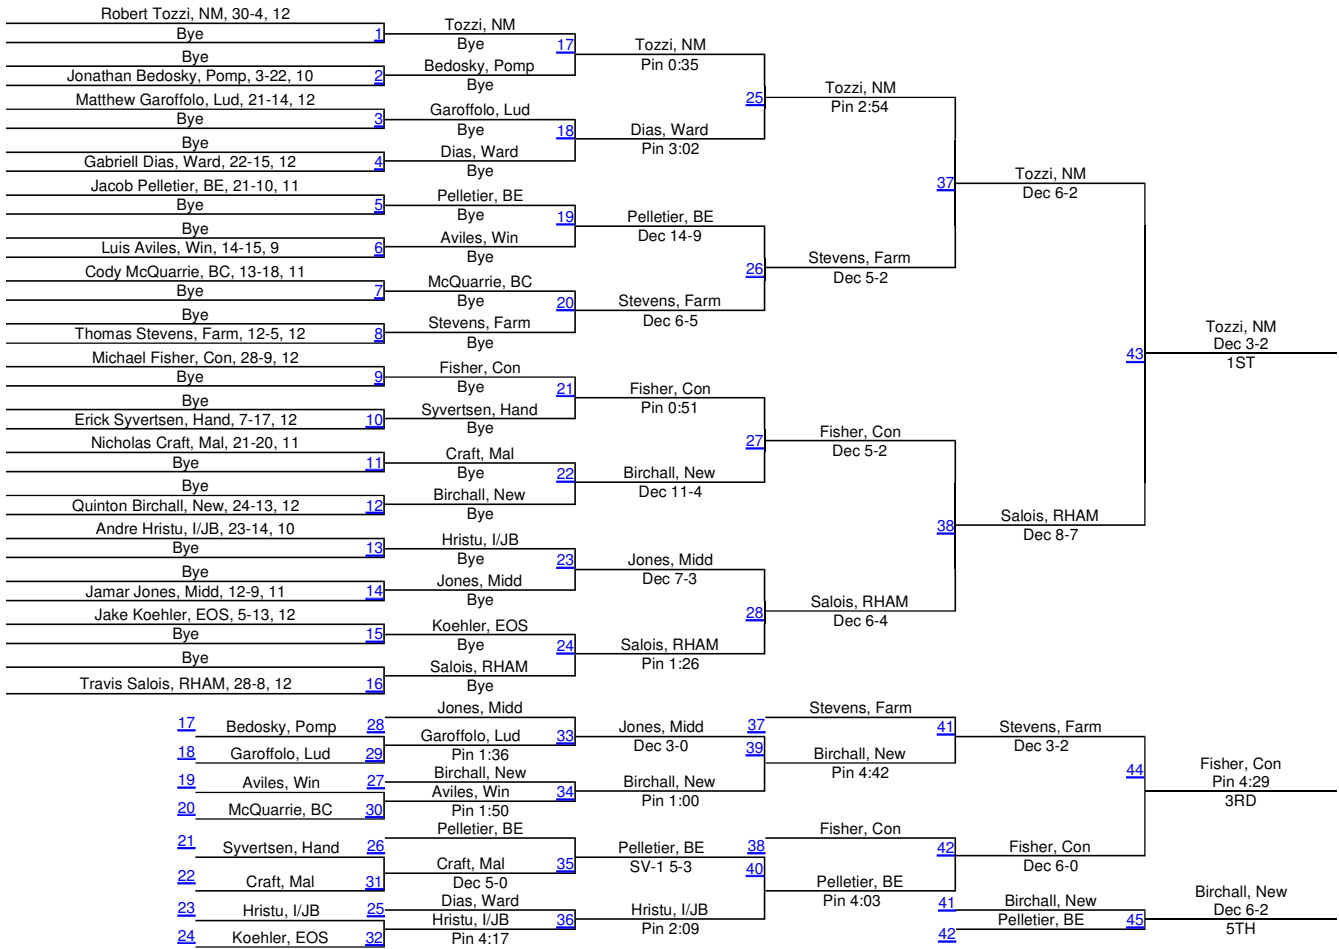 Robert Tozzi, NM, 30-4, 12
Bye
1
Bye
Jonathan Bedosky, Pomp, 3-22, 10
2
Matthew Garoffolo, Lud, 21-14, 12
Bye
3
Bye
Gabriell Dias, Ward, 22-15, 12
4
Jacob Pelletier, BE, 21-10, 11
Bye
5
Bye
Luis Aviles, Win, 14-15, 9
6
Cody McQuarrie, BC, 13-18, 11
Bye
7
Bye
Thomas Stevens, Farm, 12-5, 12
8
Michael Fisher, Con, 28-9, 12
Bye
9
Bye
Erick Syvertsen, Hand, 7-17, 12
10
Nicholas Craft, Mal, 21-20, 11
Bye
11
Bye
Quinton Birchall, New, 24-13, 12
12
Andre Hristu, I/JB, 23-14, 10
Bye
13
Bye
Jamar Jones, Midd, 12-9, 11
14
Jake Koehler, EOS, 5-13, 12
Bye
15
Bye
Travis Salois, RHAM, 28-8, 12
16
Tozzi, NM
Bye
17
Bedosky, Pomp
Bye
Garoffolo, Lud
Bye
18
Dias, Ward
Bye
Pelletier, BE
Bye
19
Aviles, Win
Bye
McQuarrie, BC
Bye
20
Stevens, Farm
Bye
Fisher, Con
Bye
21
Syvertsen, Hand
Bye
Craft, Mal
Bye
22
Birchall, New
Bye
Hristu, I/JB
Bye
23
Jones, Midd
Bye
Koehler, EOS
Bye
24
Salois, RHAM
Bye
Tozzi, NM
Pin 0:35
25
Dias, Ward
Pin 3:02
Pelletier, BE
Dec 14-9
26
Stevens, Farm
Dec 6-5
Fisher, Con
Pin 0:51
27
Birchall, New
Dec 11-4
Jones, Midd
Dec 7-3
28
Salois, RHAM
Pin 1:26
Tozzi, NM
Pin 2:54
37
Stevens, Farm
Dec 5-2
Fisher, Con
Dec 5-2
38
Salois, RHAM
Dec 6-4
Tozzi, NM
Dec 6-2
43
Salois, RHAM
Dec 8-7
Tozzi, NM
Dec 3-2
1ST
17
Bedosky, Pomp
28
18
Garoffolo, Lud
29
19
Aviles, Win
27
20
McQuarrie, BC
30
21
Syvertsen, Hand
26
22
Craft, Mal
31
23
Hristu, I/JB
25
24
Koehler, EOS
32
Jones, Midd
Garoffolo, Lud
33
Pin 1:36
Birchall, New
Aviles, Win
34
Pin 1:50
Pelletier, BE
Craft, Mal
35
Dec 5-0
Dias, Ward
Hristu, I/JB
36
Pin 4:17
Jones, Midd
Dec 3-0
37
39
Birchall, New
Pin 1:00
Pelletier, BE
SV-1 5-3
38
40
Hristu, I/JB
Pin 2:09
Stevens, Farm
41
Birchall, New
Pin 4:42
Fisher, Con
42
Pelletier, BE
Pin 4:03
Stevens, Farm
Dec 3-2
44
Fisher, Con
Dec 6-0
Fisher, Con
Pin 4:29
3RD
41
Birchall, New
Pelletier, BE
45
42
Birchall, New
Dec 6-2
5TH